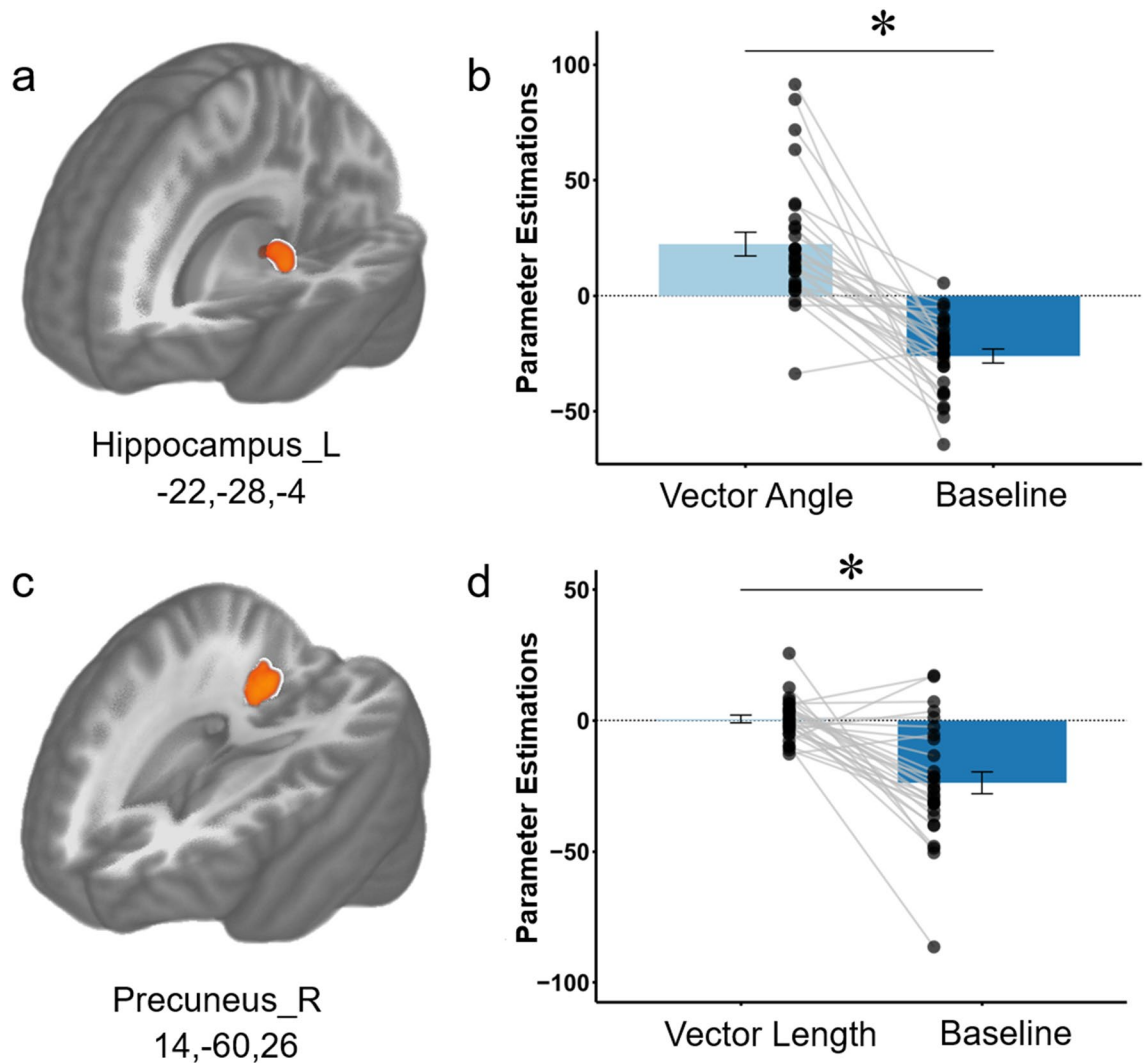 a
Hippocampus_L
-22,-28,-4
b
*
Parameter Estimations
100
50
0
−50
Vector Angle
Baseline
c
Precuneus_R
14,-60,26
d
*
Parameter Estimations
50
0
−50
−100
Vector Length
Baseline